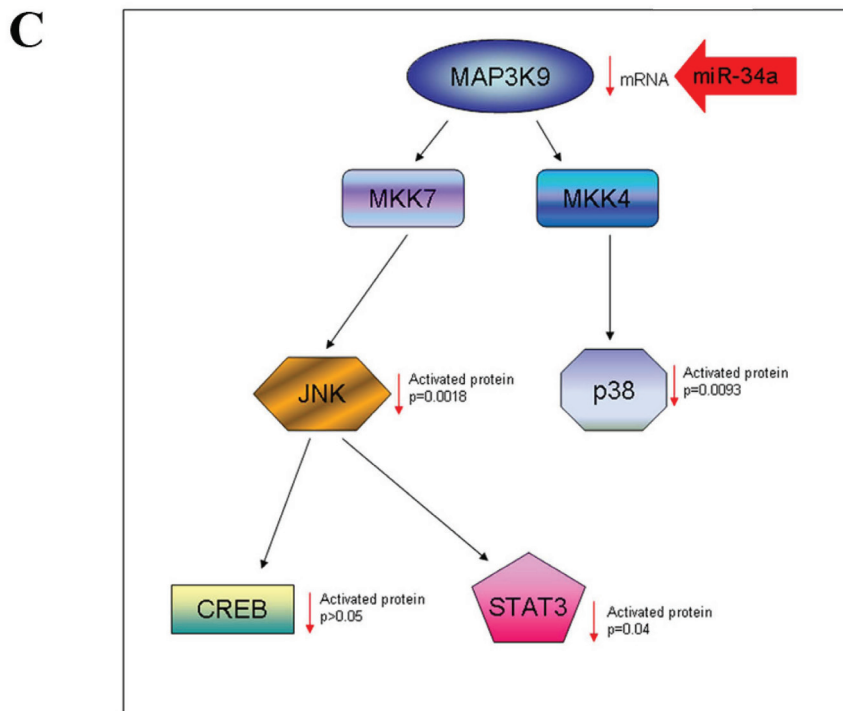 C
MAP3K9
mRNA
miR-34a
MKK7
MKK4
JNK
Activated protein
p=0.0018
p38
Activated protein
p=0.0093
CREB
Activated protein
p>0.05
STAT3
Activated protein
p=0.04